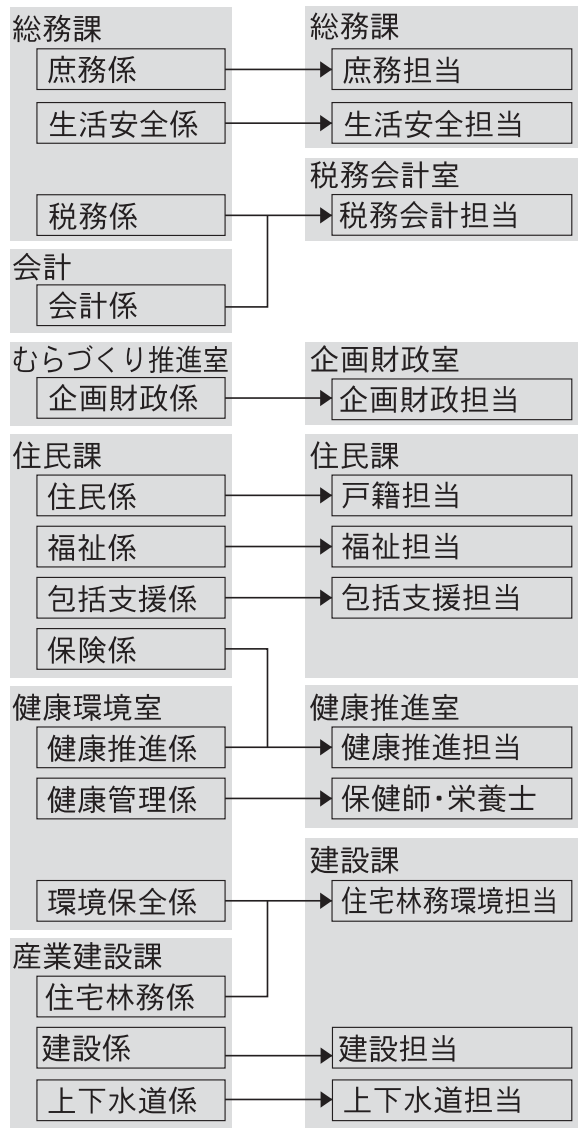 総務課
庶務係
生活安全係
税務係
会計
会計係
むらづくり推進室
企画財政係
住民課
住民係
福祉係
包括支援係
保険係
健康環境室
健康推進係
健康管理係
環境保全係
産業建設課
住宅林務係
建設係
上下水道係
総務課
庶務担当
生活安全担当
税務会計室
税務会計担当
企画財政室
企画財政担当
住民課
戸籍担当
福祉担当
包括支援担当
健康推進室
健康推進担当
保健師・栄養士
建設課
住宅林務環境担当
建設担当
上下水道担当